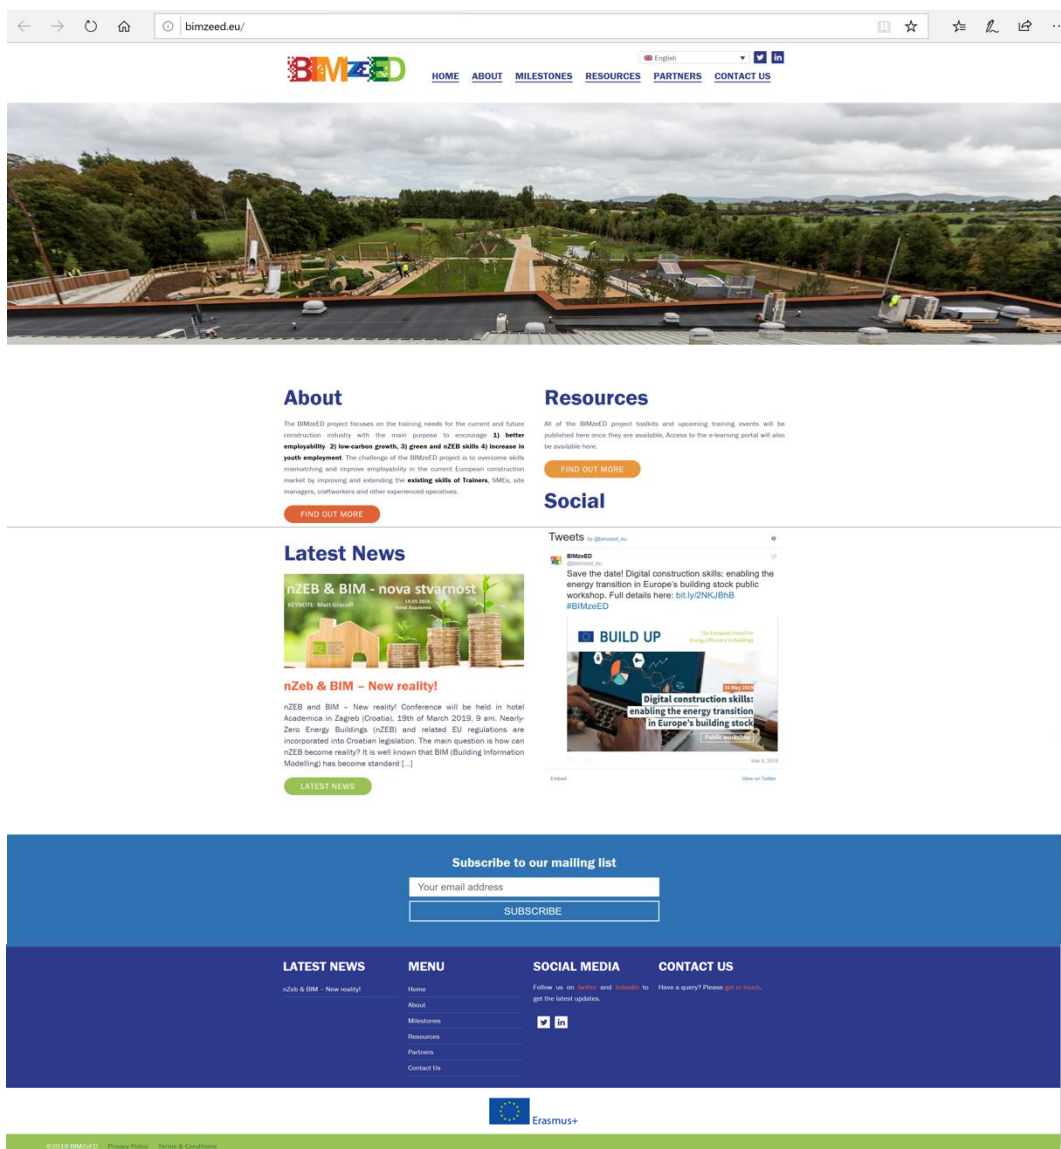 bimzeed.eu/
BIMzeED
English
HOME ABOUT MILESTONES RESOURCES PARTNERS CONTACT US
About
The BIMzeED project focuses on the training needs for the current and future
construction industry with the main purpose to encourage 1) better
employability 2) low-carbon growth, 3) green and nZEB skills 4) increase in
youth employment. The challenge of the BIMzeED project is to overcome skills
mismatching and improve employability in the current European construction
market by improving and extending the existing skills of Trainers, SMEs, site
managers, craftworkers and other experienced operatives.
FIND OUT MORE
Resources
All of the BIMzeED project toolkits and upcoming training events will be
published here once they are available. Access to the e-learning portal will also
be available here.
FIND OUT MORE
Social
Latest News
nZEB & BIM - nova stvarnost
KEYNOTE: Matt Grocoff
19.03.2019.
Hotel Academia
nZeb & BIM – New reality!
nZEB and BIM – New reality! Conference will be held in hotel
Academica in Zagreb (Croatia), 19th of March 2019, 9 am. Nearly-
Zero Energy Buildings (nZEB) and related EU regulations are
incorporated into Croatian legislation. The main question is how can
nZEB become reality? It is well known that BIM (Building Information
Modelling) has become standard [...]
LATEST NEWS
Tweets by @bimzeed_eu
BIMzeED
@bimzeed_eu
Save the date! Digital construction skills: enabling the
energy transition in Europe's building stock public
workshop. Full details here: bit.ly/2NKJBhB
#BIMzeED
BUILD UP
The European Portal For
Energy Efficiency in Buildings
Digital construction skills:
enabling the energy transition
in Europe's building stock
Public workshop
Embed
View on Twitter
Subscribe to our mailing list
Your email address
SUBSCRIBE
LATEST NEWS
nZeb & BIM – New reality!
MENU
Home
About
Milestones
Resources
Partners
Contact Us
SOCIAL MEDIA
Follow us on twitter and linkedin to
get the latest updates.
CONTACT US
Have a query? Please get in touch.
Erasmus+
©2019 BIMZeED Privacy Policy Terms & Conditions